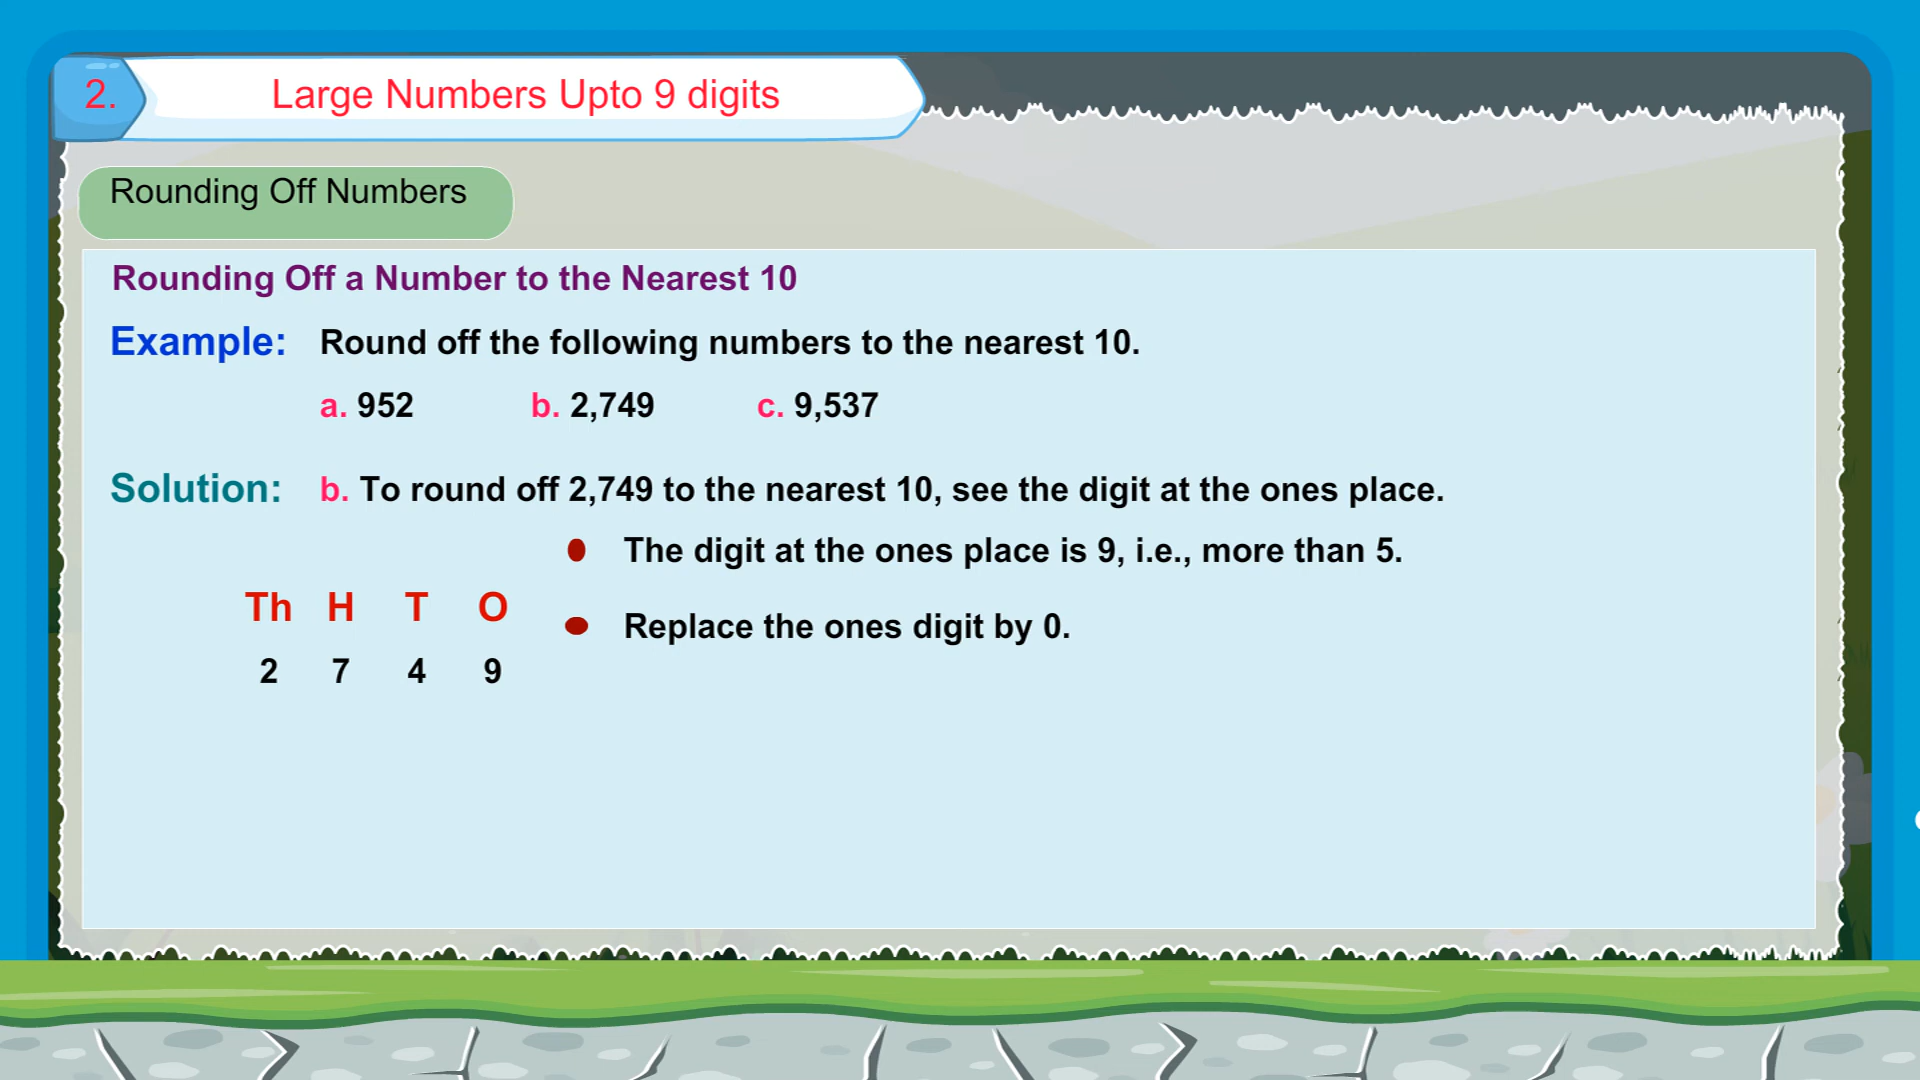 2. Large Numbers Upto 9 digits
Rounding Off Numbers
Rounding Off a Number to the Nearest 10
Example: Round off the following numbers to the nearest 10.
a. 952 b. 2,749 c. 9,537
Solution: b. To round off 2,749 to the nearest 10, see the digit at the ones place.
The digit at the ones place is 9, i.e., more than 5.
Th H T O
Replace the ones digit by 0.
2 7 4 9